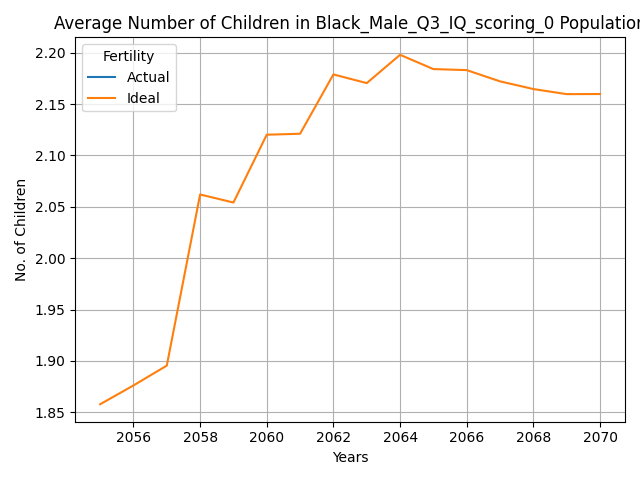 Average Number of Children in Black_Male_Q3_IQ_scoring_0 Population
Fertility
Actual
Ideal
2.20
2.15
2.10
2.05
2.00
1.95
1.90
1.85
No. of Children
2056 2058 2060 2062 2064 2066 2068 2070
Years